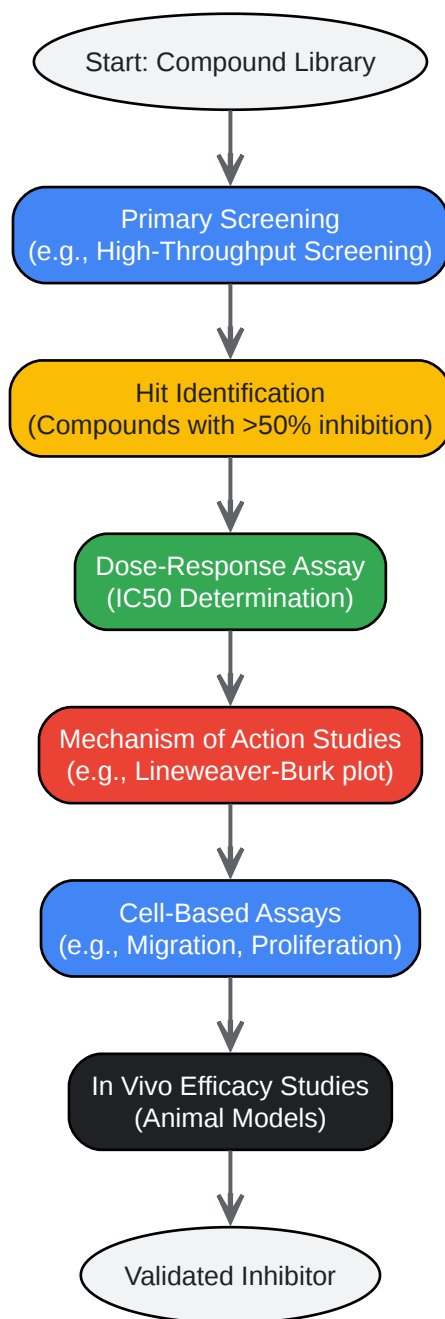 Start: Compound Library
Primary Screening
(e.g., High-Throughput Screening)
Hit Identification
(Compounds with >50% inhibition)
Dose-Response Assay
(IC50 Determination)
Mechanism of Action Studies
(e.g., Lineweaver-Burk plot)
Cell-Based Assays
(e.g., Migration, Proliferation)
In Vivo Efficacy Studies
(Animal Models)
Validated Inhibitor